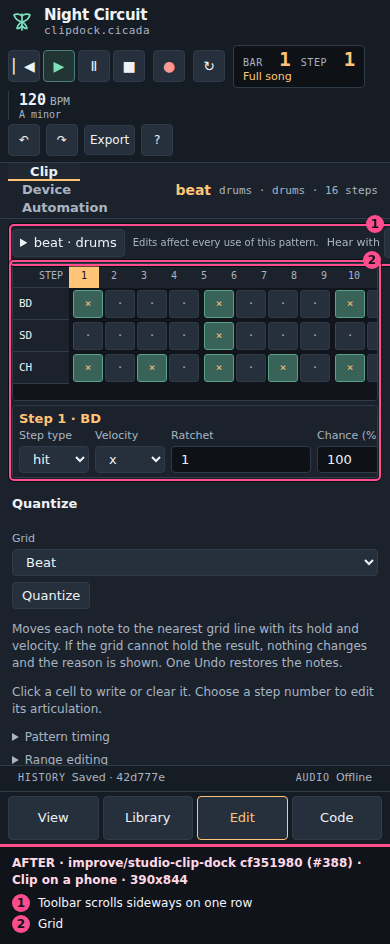 Night Circuit
clipdock.cicada
BAR 1 STEP 1
Full song
120 BPM
A minor
Export ?
Clip
Device
Automation
beat drums · drums · 16 steps
1
beat · drums Edits affect every use of this pattern. Hear with
2
STEP 1 2 3 4 5 6 7 8 9 10
BD × · · · × · · · × ·
SD · · · · × · · · · ·
CH × · × · × · × · × ·
Step 1 · BD
Step type Velocity Ratchet Chance (%
hit x 1 100
Quantize
Grid
Beat
Quantize
Moves each note to the nearest grid line with its hold and
velocity. If the grid cannot hold the result, nothing changes
and the reason is shown. One Undo restores the notes.
Click a cell to write or clear it. Choose a step number to edit
its articulation.
Pattern timing
Range editing
HISTORY Saved · 42d777e AUDIO Offline
View Library Edit Code
AFTER · improve/studio-clip-dock cf351980 (#388) ·
Clip on a phone · 390x844
1 Toolbar scrolls sideways on one row
2 Grid